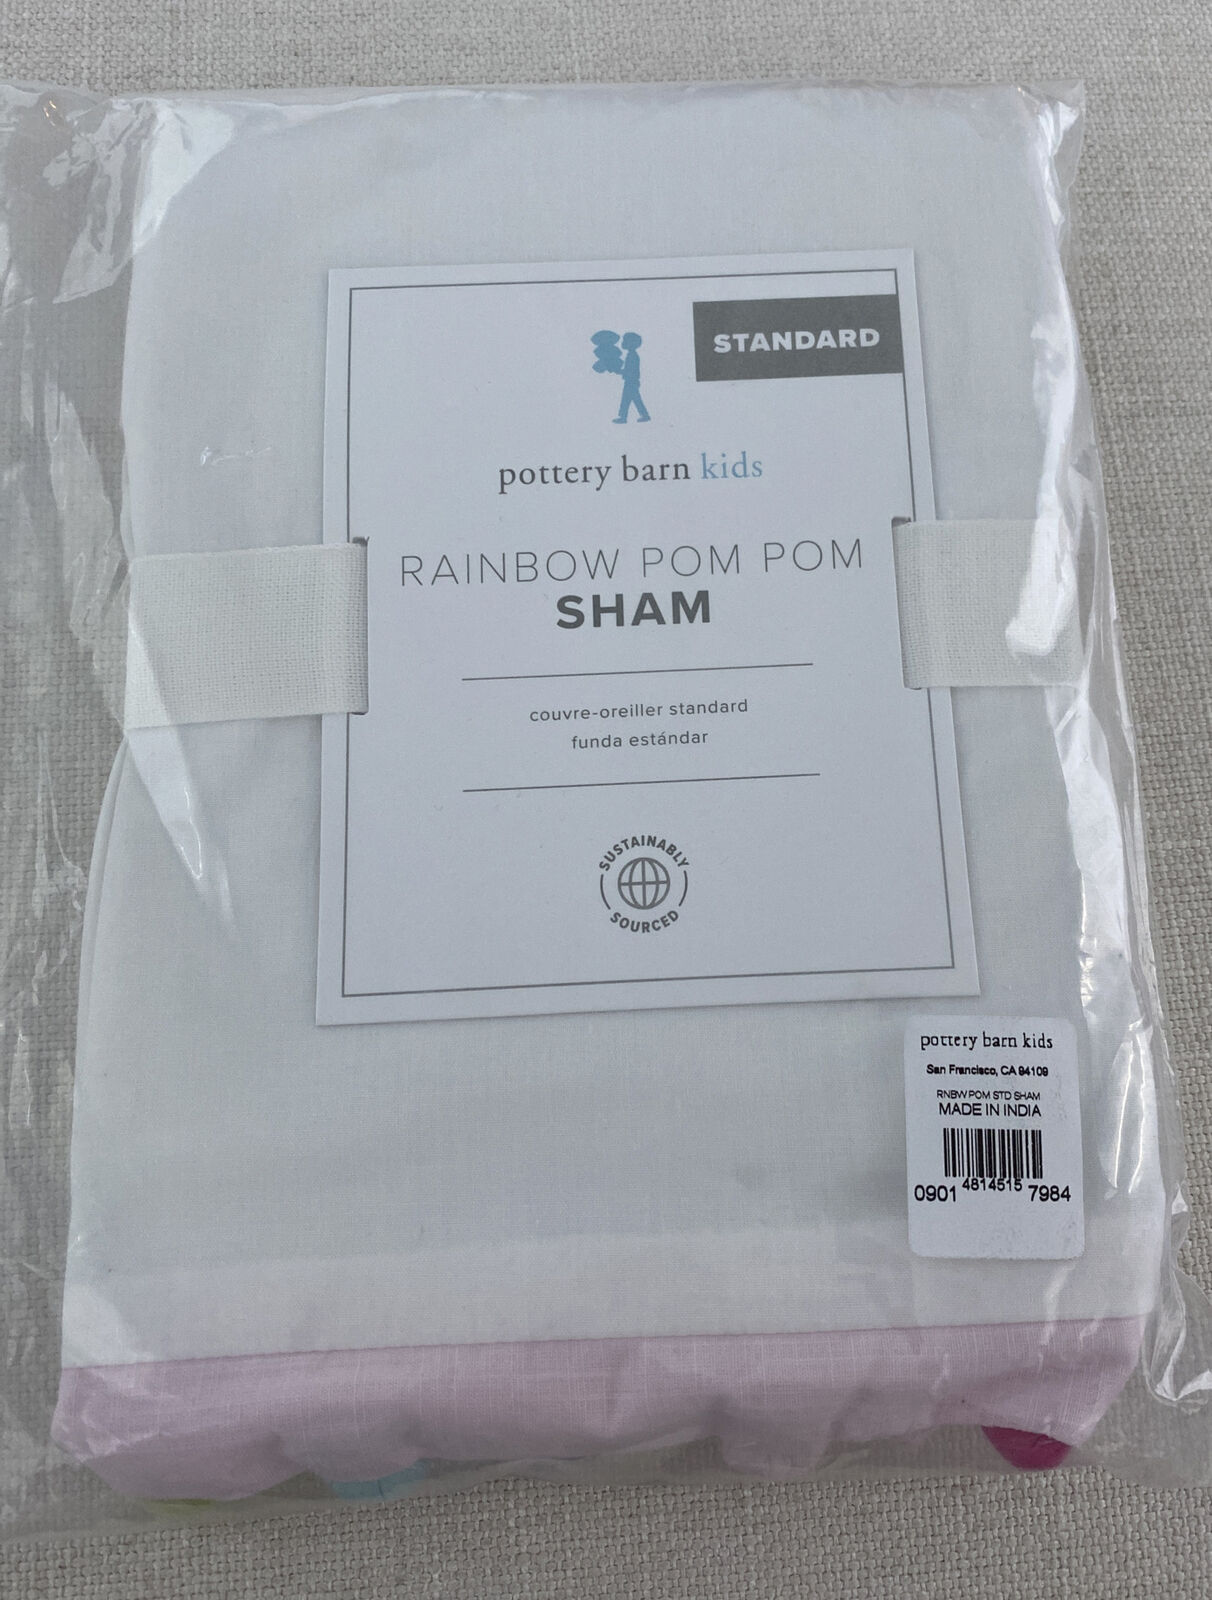 STANDARD
pottery barn kids
RAINBOW POM POM
SHAM
couvre-oreiller standard
funda estándar
SUSTAINABLY
SOURCED
pottery barn kids
San Francisco, CA 94109
RNBW POM STD SHAM
MADE IN INDIA
0901 4814515 7984